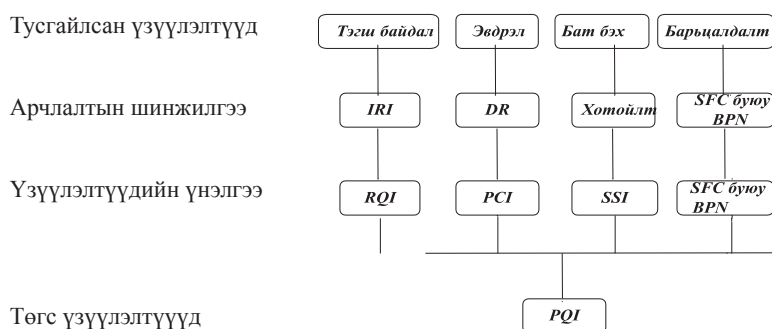 Тусгайлсан үзүүлэлтүүд
Тэгш байдал
Эвдрэл
Бат бэх
Барьцалдалт
Арчлалтын шинжилгээ
IRI
DR
Хотойлт
SFC буюу
BPN
Үзүүлэлтүүдийн үнэлгээ
RQI
PCI
SSI
SFC буюу
BPN
Төгс үзүүлэлтүүүд
PQI